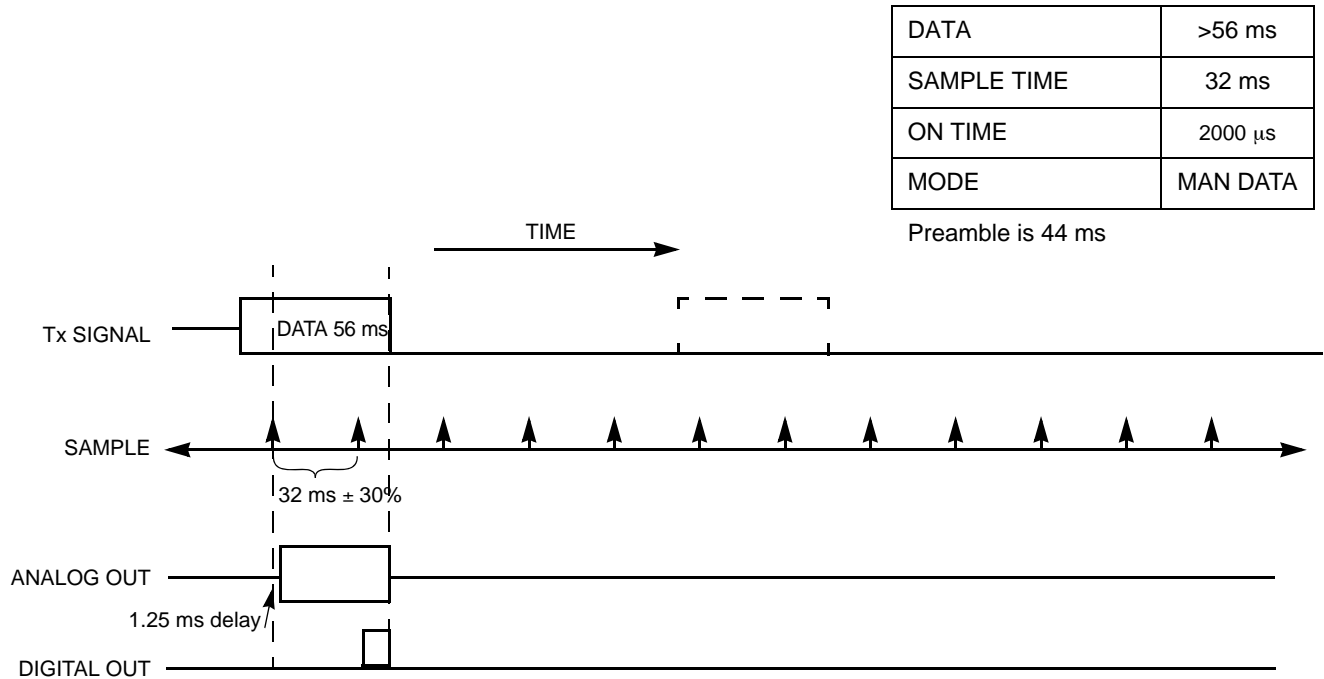 DATA >56 ms
SAMPLE TIME 32 ms
ON TIME 2000 μs
MODE MAN DATA
Preamble is 44 ms
TIME
Tx SIGNAL
DATA 56 ms
SAMPLE
32 ms ± 30%
ANALOG OUT
1.25 ms delay
DIGITAL OUT